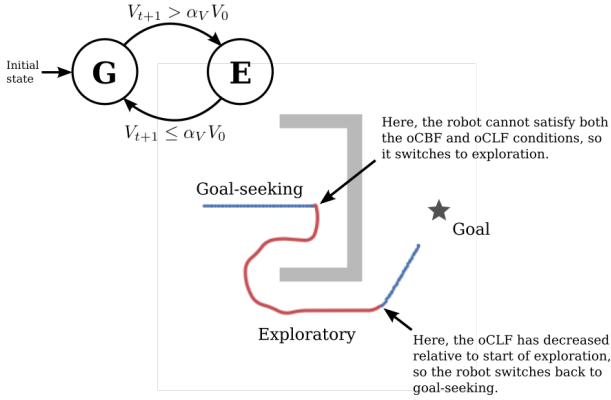 V_{t+1} > α_V V_0
Initial
state
G
E
V_{t+1} ≤ α_V V_0
Here, the robot cannot satisfy both
the oCBF and oCLF conditions, so
it switches to exploration.
Goal-seeking
Goal
Exploratory
Here, the oCLF has decreased
relative to start of exploration,
so the robot switches back to
goal-seeking.